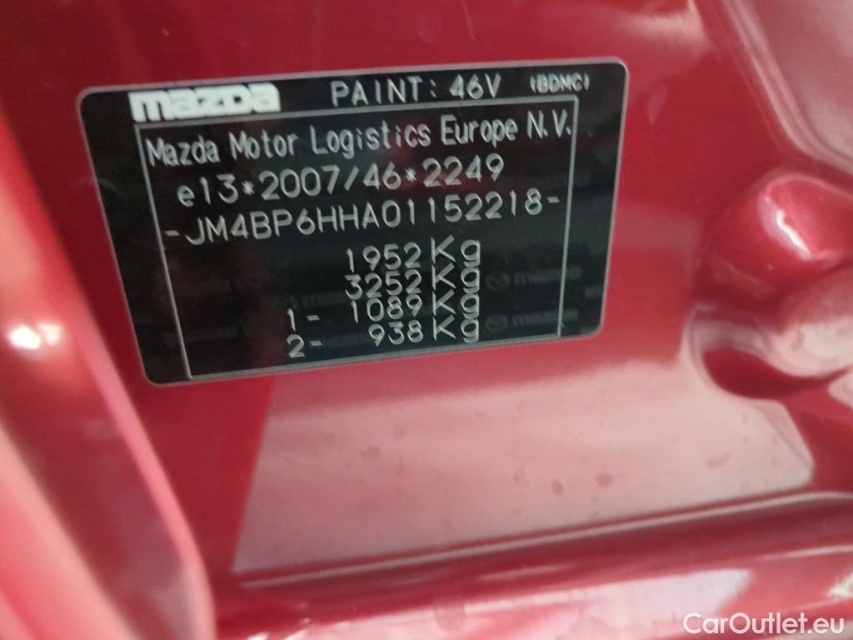 mazda PAINT: 46V (BDMC)
Mazda Motor Logistics Europe N.V.
e13*2007/46*2249
-JM4BP6HHA01152218-
1952Kg
3252Kg
1- 1089Kg
2- 938Kg
CarOutlet.eu